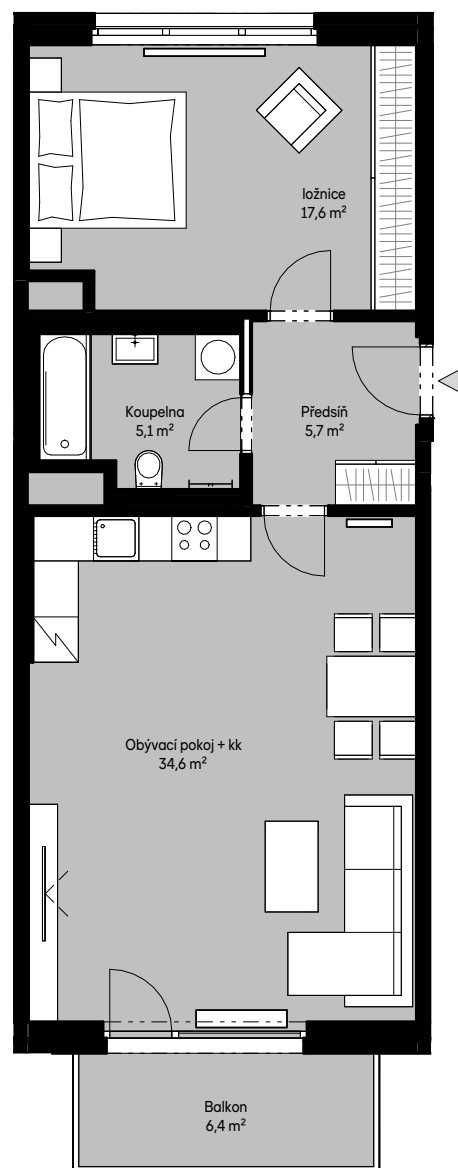 ložnice
17,6 m²
Koupelna
5,1 m²
Předsíň
5,7 m²
Obývací pokoj + kk
34,6 m²
Balkon
6,4 m²